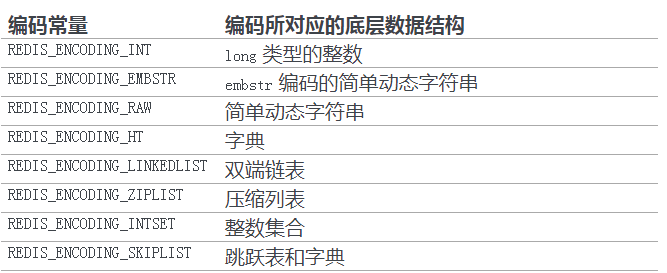 编码常量 编码所对应的底层数据结构
REDIS_ENCODING_INT long 类型的整数
REDIS_ENCODING_EMBSTR embstr 编码的简单动态字符串
REDIS_ENCODING_RAW 简单动态字符串
REDIS_ENCODING_HT 字典
REDIS_ENCODING_LINKEDLIST 双端链表
REDIS_ENCODING_ZIPLIST 压缩列表
REDIS_ENCODING_INTSET 整数集合
REDIS_ENCODING_SKIPLIST 跳跃表和字典